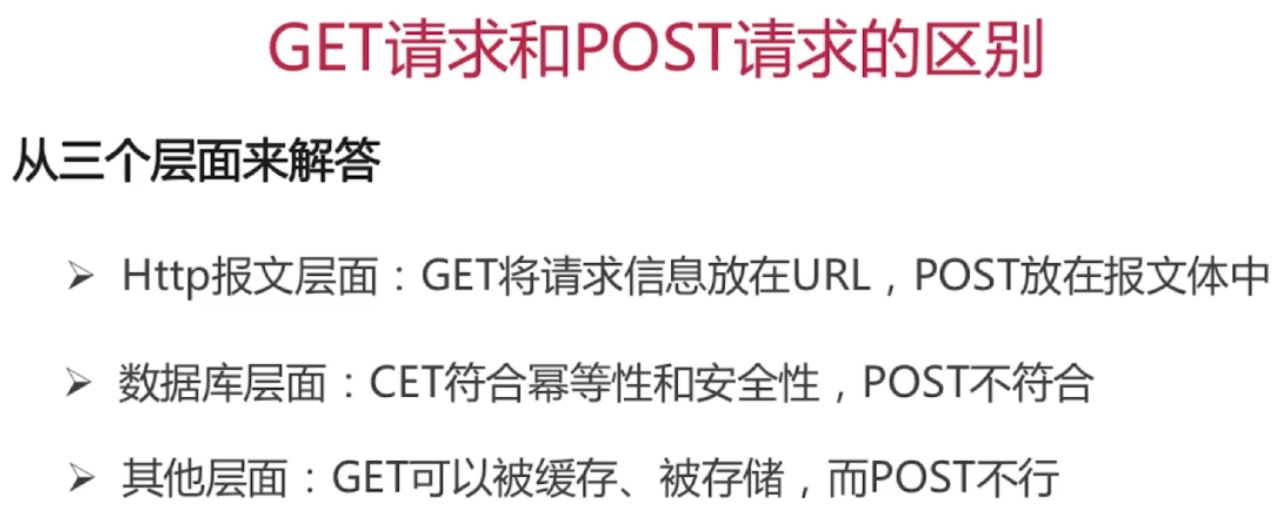 GET请求和POST请求的区别
从三个层面来解答
➢ Http报文层面：GET将请求信息放在URL，POST放在报文体中
➢ 数据库层面：CET符合幂等性和安全性，POST不符合
➢ 其他层面：GET可以被缓存、被存储，而POST不行